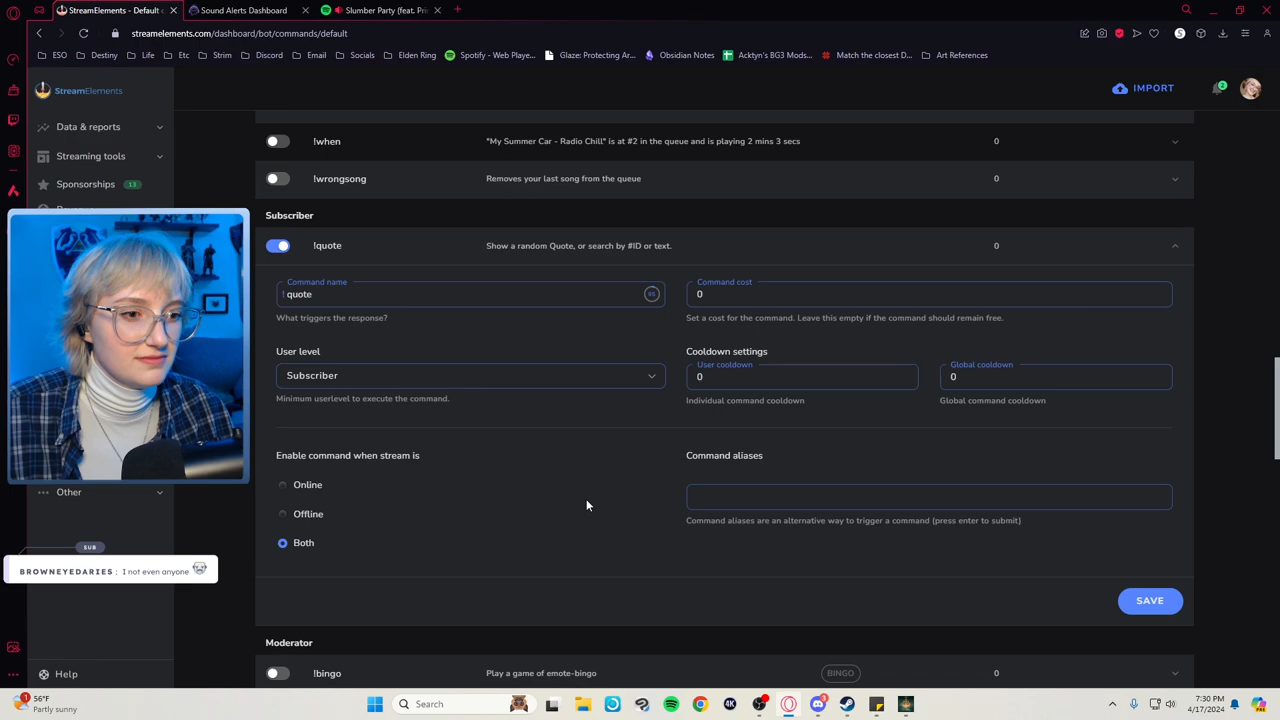 StreamElements - Default c
Sound Alerts Dashboard
Slumber Party (feat. Pri
streamelements.com/dashboard/bot/commands/default
ESO
Destiny
Life
Etc
Strim
Discord
Email
Socials
Elden Ring
Spotify - Web Playe...
Glaze: Protecting Ar...
Obsidian Notes
Acktyn's BG3 Mods...
Match the closest D...
Art References
StreamElements
IMPORT
2
Data & reports
Streaming tools
Sponsorships 13
Other
Help
!when "My Summer Car - Radio Chill" is at #2 in the queue and is playing 2 mins 3 secs 0
!wrongsong Removes your last song from the queue 0
Subscriber
!quote Show a random Quote, or search by #ID or text. 0
Command name
! quote
What triggers the response?
Command cost
0
Set a cost for the command. Leave this empty if the command should remain free.
User level
Subscriber
Minimum userlevel to execute the command.
Cooldown settings
User cooldown
0
Individual command cooldown
Global cooldown
0
Global command cooldown
Enable command when stream is
Online
Offline
Both
Command aliases
Command aliases are an alternative way to trigger a command (press enter to submit)
SAVE
Moderator
!bingo Play a game of emote-bingo BINGO 0
SUB
BROWNEYEDARIES : I not even anyone
1
56°F
Partly sunny
Search
7:30 PM
4/17/2024